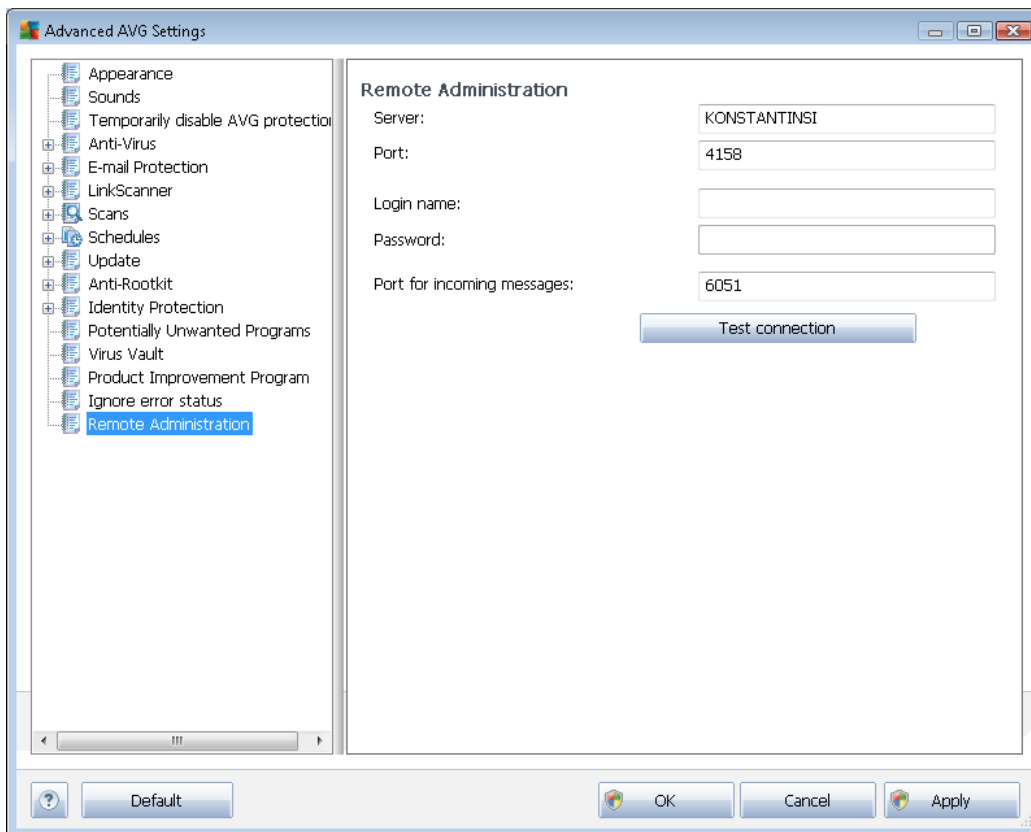 Advanced AVG Settings
Appearance
Sounds
Temporarily disable AVG protection
Anti-Virus
E-mail Protection
LinkScanner
Scans
Schedules
Update
Anti-Rootkit
Identity Protection
Potentially Unwanted Programs
Virus Vault
Product Improvement Program
Ignore error status
Remote Administration
Remote Administration
Server: KONSTANTINSI
Port: 4158
Login name:
Password:
Port for incoming messages: 6051
Test connection
? Default OK Cancel Apply